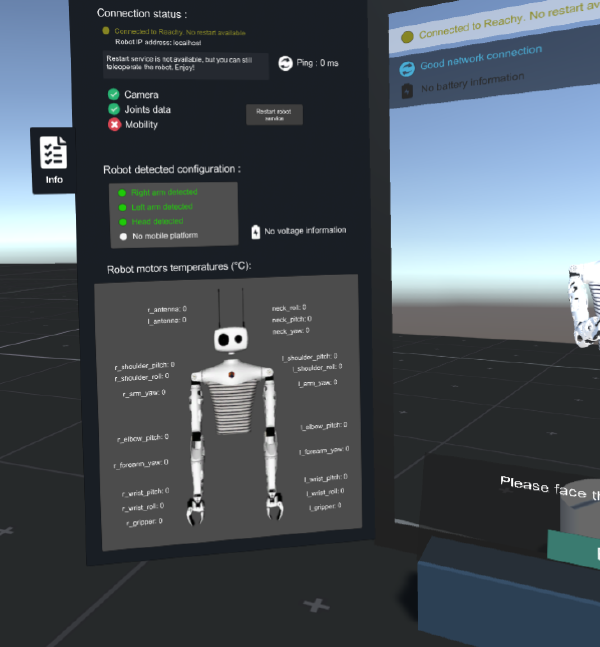 Connection status :
Connected to Reachy. No restart available
Robot IP address: localhost
Restart service is not available, but you can still
teleoperate the robot. Enjoy!
Ping : 0 ms
Camera
Joints data
Mobility
Restart robot
service
Info
Robot detected configuration :
Right arm detected
Left arm detected
Head detected
No mobile platform
No voltage information
Robot motors temperatures (°C):
r_antenna: 0
l_antenna: 0
neck_roll: 0
neck_pitch: 0
neck_yaw: 0
r_shoulder_pitch: 0
r_shoulder_roll: 0
r_arm_yaw: 0
l_shoulder_pitch: 0
l_shoulder_roll: 0
l_arm_yaw: 0
r_elbow_pitch: 0
r_forearm_yaw: 0
l_elbow_pitch: 0
l_forearm_yaw: 0
r_wrist_pitch: 0
r_wrist_roll: 0
r_gripper: 0
l_wrist_pitch: 0
l_wrist_roll: 0
l_gripper: 0
Connected to Reachy. No restart av
Good network connection
No battery information
Please face th